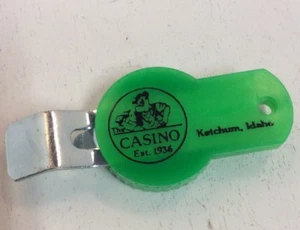 The
CASINO
Est. 1936
Ketchum, Idaho